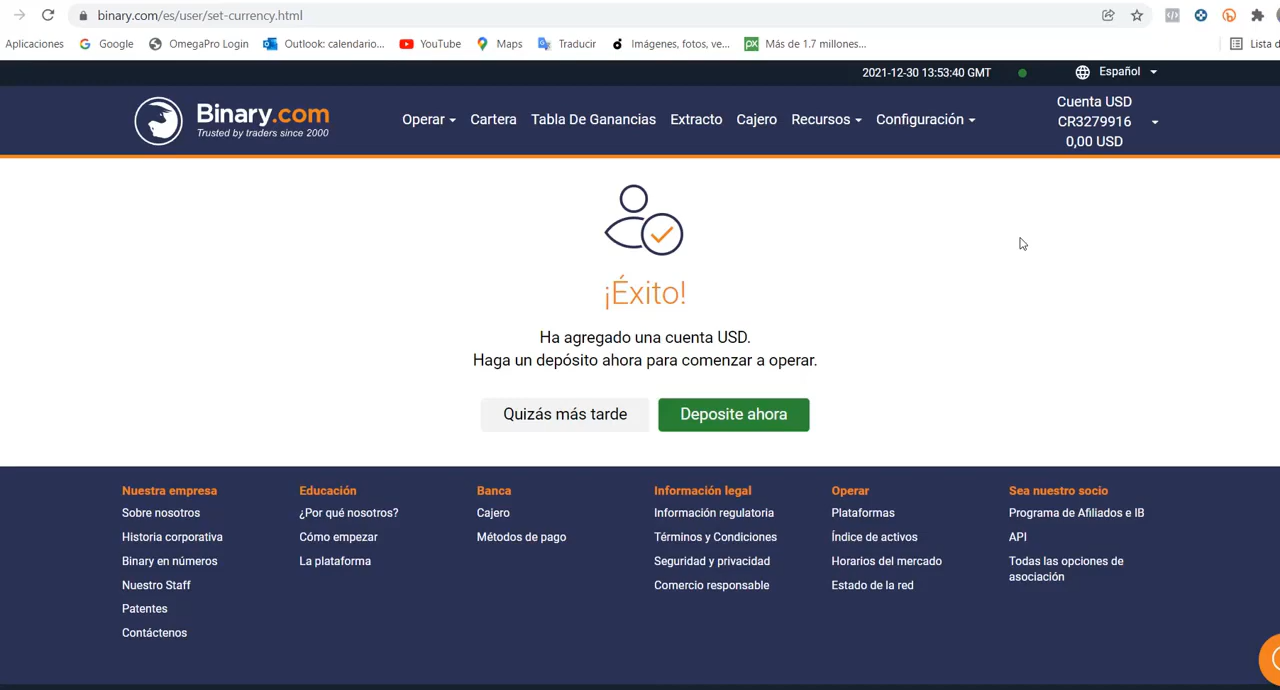 binary.com/es/user/set-currency.html
Aplicaciones Google OmegaPro Login Outlook: calendario... YouTube Maps Traducir Imágenes, fotos, ve... Más de 1.7 millones... Lista d
2021-12-30 13:53:40 GMT Español
Binary.com
Trusted by traders since 2000
Operar Cartera Tabla De Ganancias Extracto Cajero Recursos Configuración
Cuenta USD
CR3279916
0,00 USD
¡Éxito!
Ha agregado una cuenta USD.
Haga un depósito ahora para comenzar a operar.
Quizás más tarde Deposite ahora
Nuestra empresa
Sobre nosotros
Historia corporativa
Binary en números
Nuestro Staff
Patentes
Contáctenos
Educación
¿Por qué nosotros?
Cómo empezar
La plataforma
Banca
Cajero
Métodos de pago
Información legal
Información regulatoria
Términos y Condiciones
Seguridad y privacidad
Comercio responsable
Operar
Plataformas
Índice de activos
Horarios del mercado
Estado de la red
Sea nuestro socio
Programa de Afiliados e IB
API
Todas las opciones de
asociación